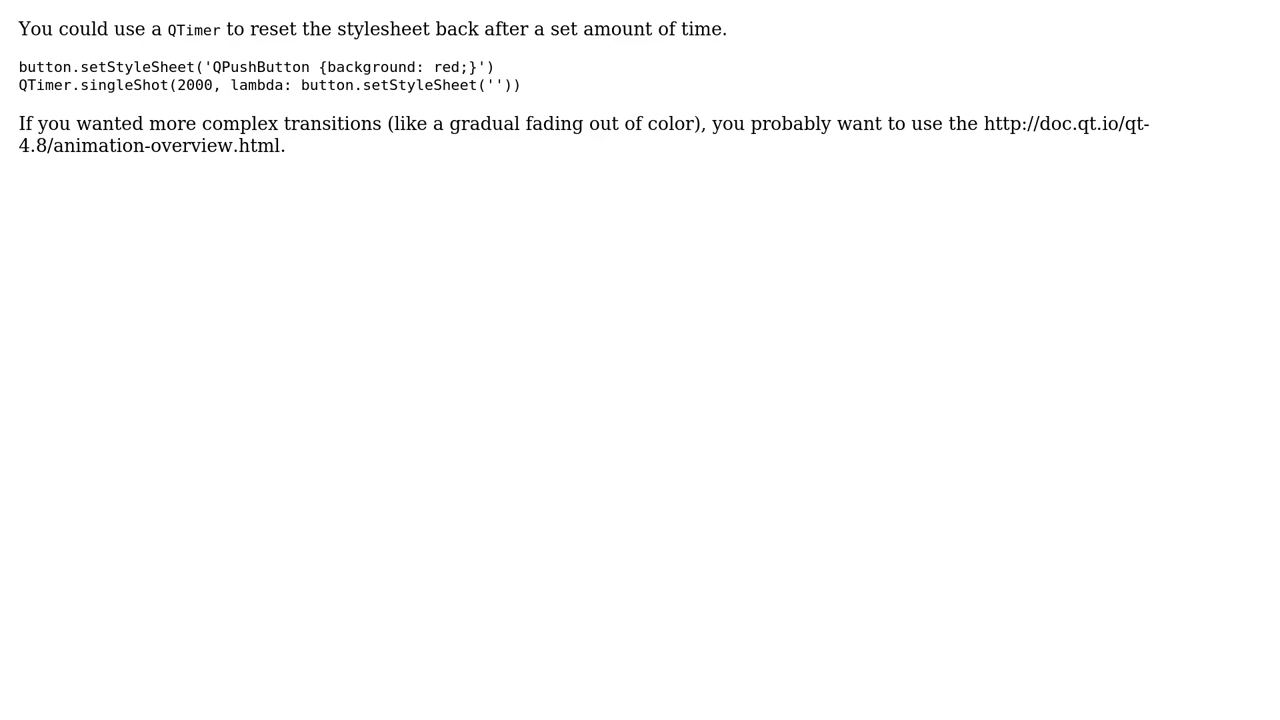 You could use a QTimer to reset the stylesheet back after a set amount of time.
button.setStyleSheet('QPushButton {background: red;}')
QTimer.singleShot(2000, lambda: button.setStyleSheet(''))
If you wanted more complex transitions (like a gradual fading out of color), you probably want to use the http://doc.qt.io/qt-
4.8/animation-overview.html.